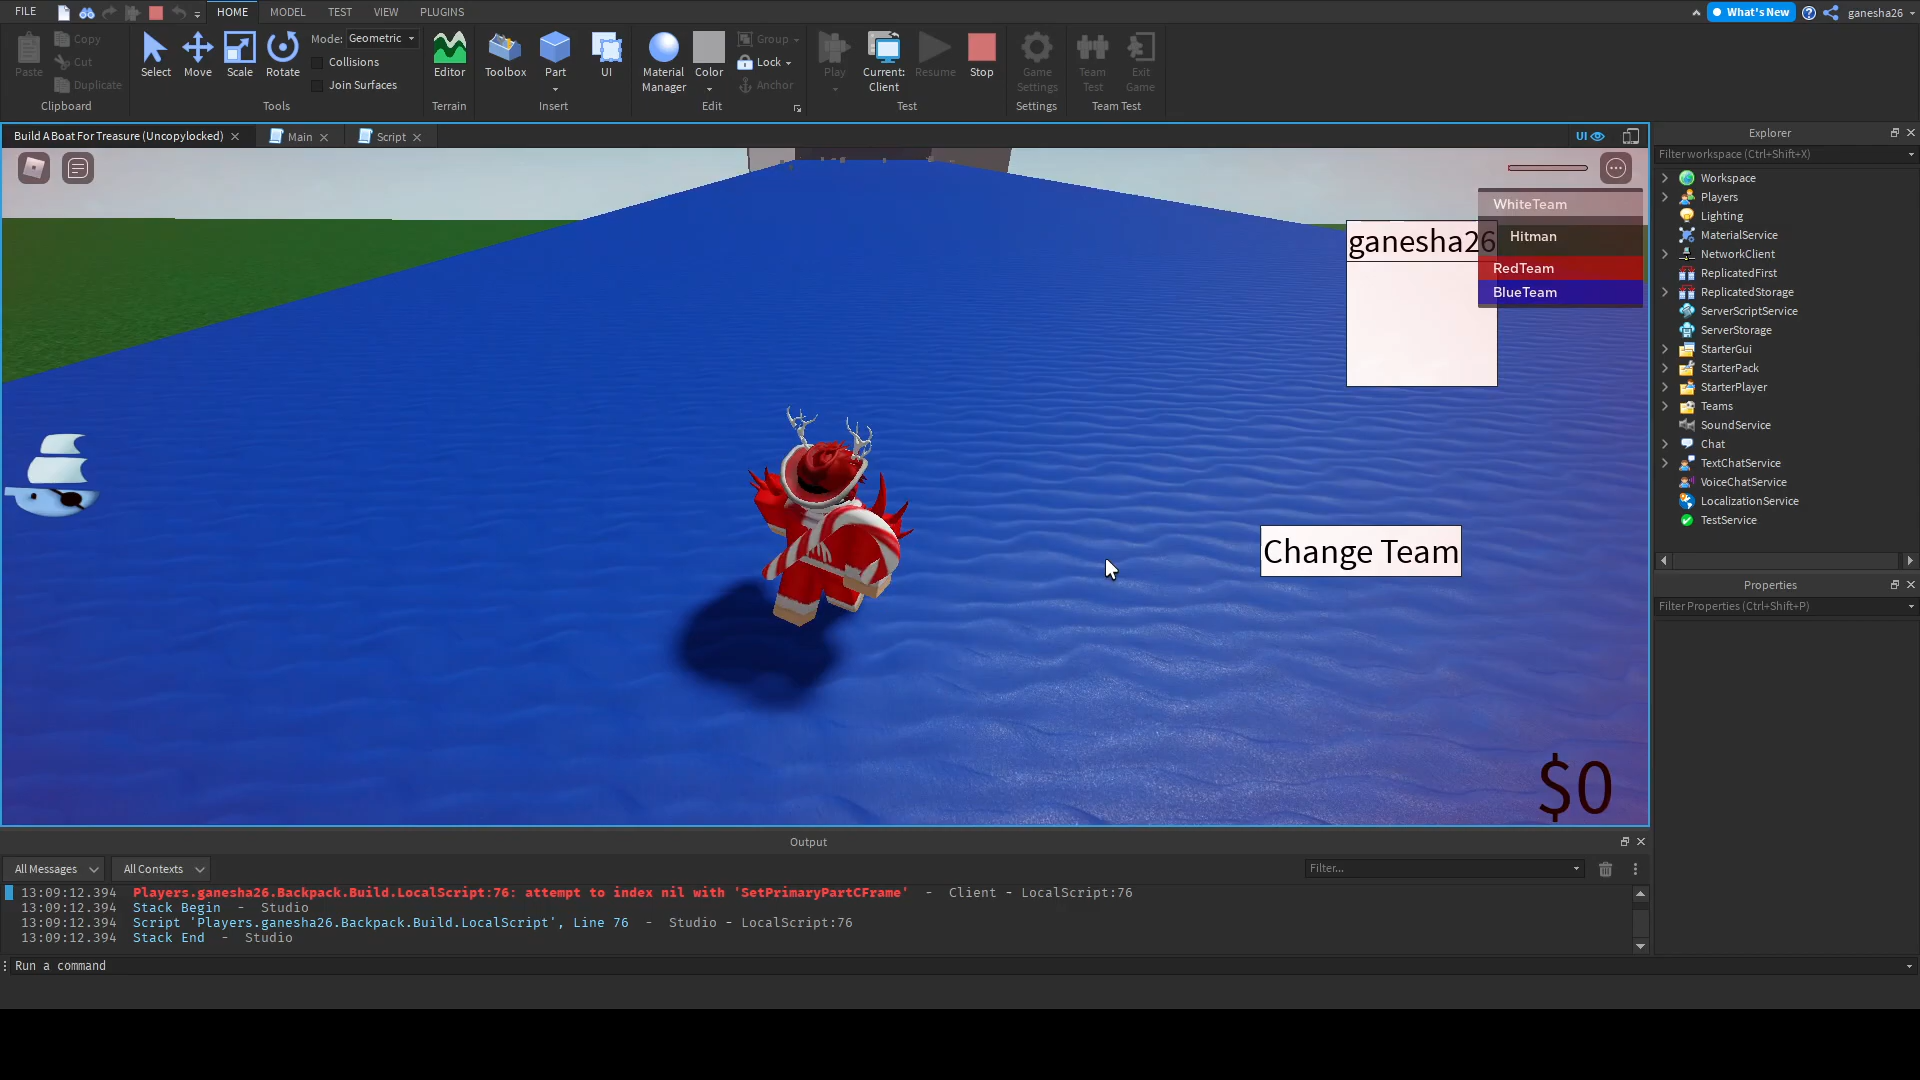 FILE HOME MODEL TEST VIEW PLUGINS What's New ganesha26
Paste Copy Cut Duplicate Clipboard
Select Move Scale Rotate Mode: Geometric Collisions Join Surfaces Tools
Editor Terrain
Toolbox Part UI Insert
Material Manager Color Group Lock Anchor Edit
Play Current: Client Resume Stop Test
Game Settings Settings
Team Test Exit Game Team Test
Build A Boat For Treasure (Uncopylocked) Main Script UI
WhiteTeam
Hitman
RedTeam
BlueTeam
ganesha26
Change Team
$0
Explorer
Filter workspace (Ctrl+Shift+X)
Workspace
Players
Lighting
MaterialService
NetworkClient
ReplicatedFirst
ReplicatedStorage
ServerScriptService
ServerStorage
StarterGui
StarterPack
StarterPlayer
Teams
SoundService
Chat
TextChatService
VoiceChatService
LocalizationService
TestService
Properties
Filter Properties (Ctrl+Shift+P)
Output
All Messages All Contexts Filter...
13:09:12.394 Players.ganesha26.Backpack.Build.LocalScript:76: attempt to index nil with 'SetPrimaryPartCFrame' - Client - LocalScript:76
13:09:12.394 Stack Begin - Studio
13:09:12.394 Script 'Players.ganesha26.Backpack.Build.LocalScript', Line 76 - Studio - LocalScript:76
13:09:12.394 Stack End - Studio
Run a command